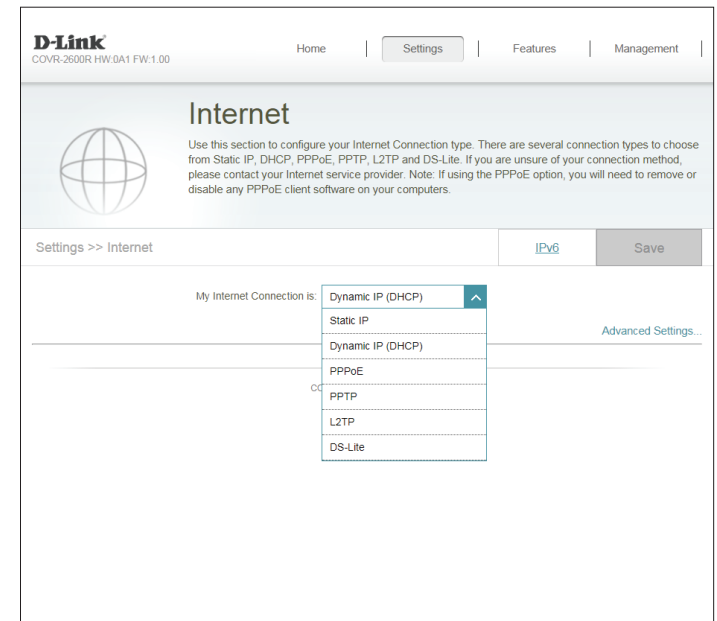 D-Link
COVR-2600R HW:0A1 FW:1.00
Home
Settings
Features
Management
Internet
Use this section to configure your Internet Connection type. There are several connection types to choose
from Static IP, DHCP, PPPoE, PPTP, L2TP and DS-Lite. If you are unsure of your connection method,
please contact your Internet service provider. Note: If using the PPPoE option, you will need to remove or
disable any PPPoE client software on your computers.
Settings >> Internet
IPv6
Save
My Internet Connection is:
Dynamic IP (DHCP)
Static IP
Dynamic IP (DHCP)
PPPoE
PPTP
L2TP
DS-Lite
Advanced Settings...